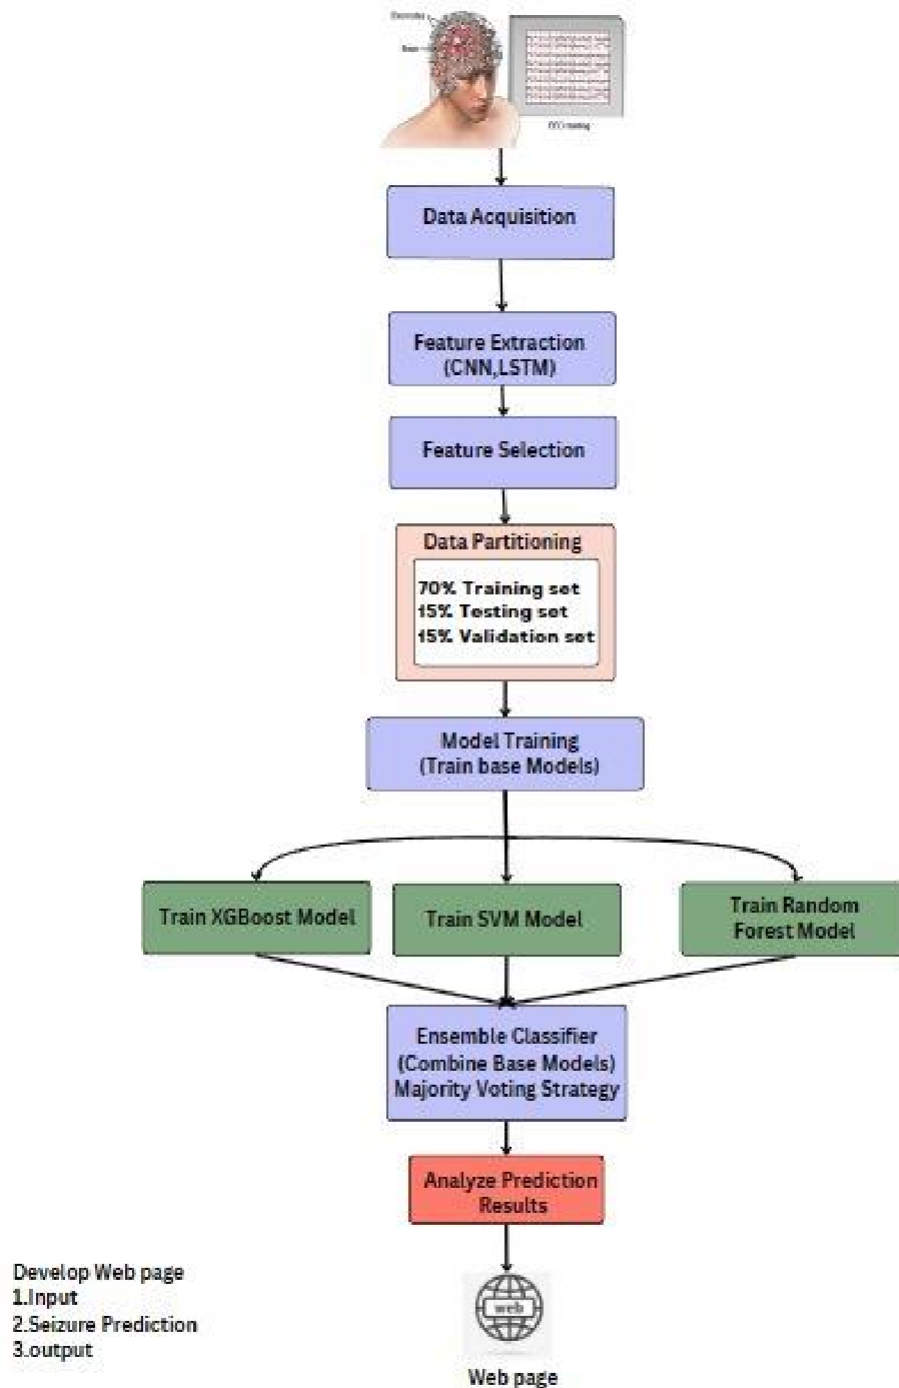 Electrodes
Data Acquisition
Feature Extraction
(CNN,LSTM)
Feature Selection
Data Partitioning
70% Training set
15% Testing set
15% Validation set
Model Training
(Train base Models)
Train XGBoost Model
Train SVM Model
Train Random
Forest Model
Ensemble Classifier
(Combine Base Models)
Majority Voting Strategy
Analyze Prediction
Results
Develop Web page
1.Input
2.Seizure Prediction
3.output
web
Web page